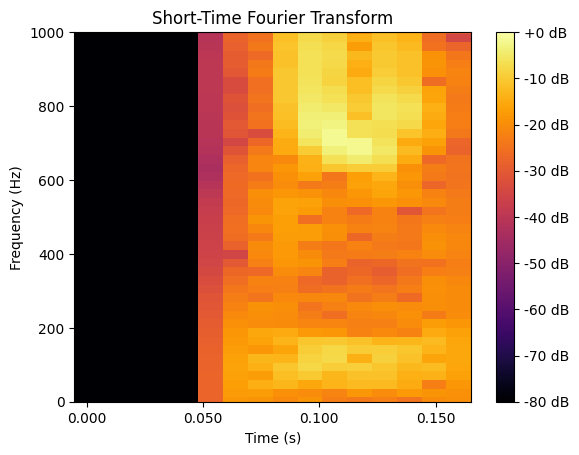 Short-Time Fourier Transform
1000
800
600
400
200
0
Frequency (Hz)
0.000
0.050
0.100
0.150
Time (s)
+0 dB
-10 dB
-20 dB
-30 dB
-40 dB
-50 dB
-60 dB
-70 dB
-80 dB